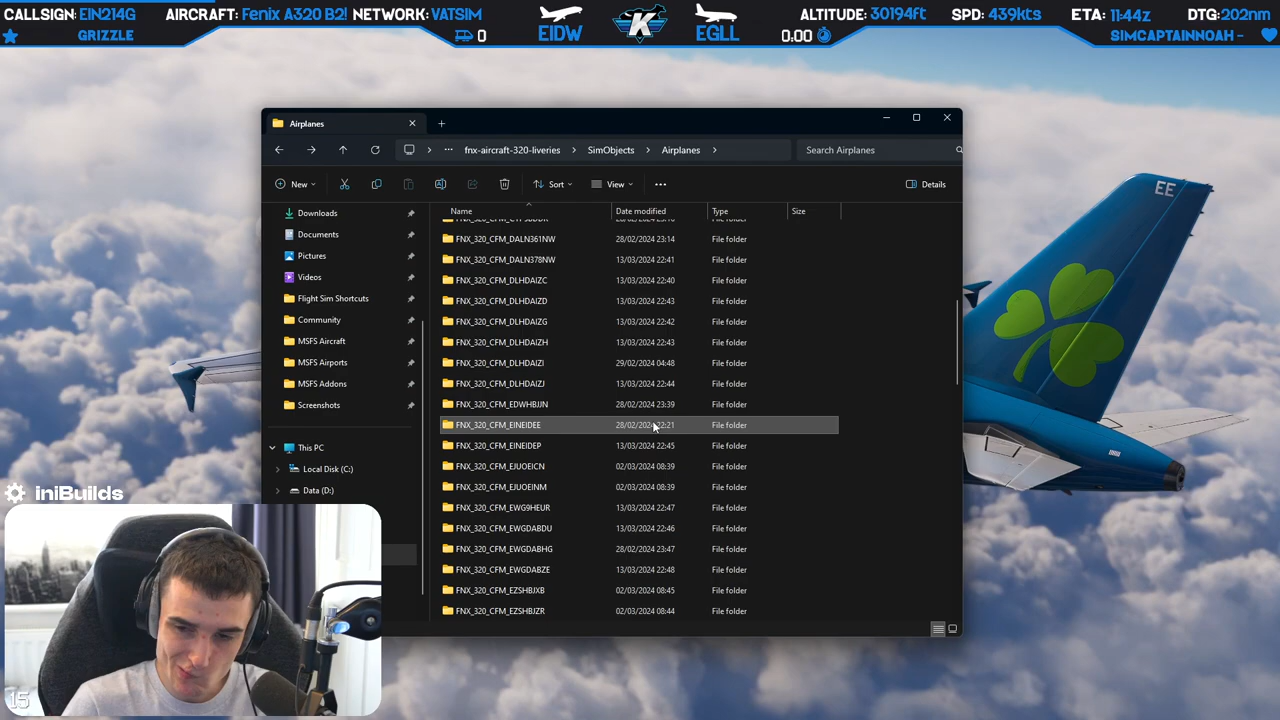 CALLSIGN: EIN214G
AIRCRAFT: Fenix A320 B2!
NETWORK: VATSIM
ALTITUDE: 30194ft
SPD: 439kts
ETA: 11:44z
DTG: 202nm
GRIZZLE
0
EIDW
K
EGLL
0:00
SIMCAPTAINNOAH -
Airplanes
fnx-aircraft-320-liveries
SimObjects
Airplanes
Search Airplanes
New
Sort
View
Details
Name
Date modified
Type
Size
Downloads
Documents
Pictures
Videos
Flight Sim Shortcuts
Community
MSFS Aircraft
MSFS Airports
MSFS Addons
Screenshots
This PC
Local Disk (C:)
Data (D:)
FNX_320_CFM_DALN361NW 28/02/2024 23:14 File folder
FNX_320_CFM_DALN378NW 13/03/2024 22:41 File folder
FNX_320_CFM_DLHDAIZC 13/03/2024 22:40 File folder
FNX_320_CFM_DLHDAIZD 13/03/2024 22:43 File folder
FNX_320_CFM_DLHDAIZG 13/03/2024 22:42 File folder
FNX_320_CFM_DLHDAIZH 13/03/2024 22:43 File folder
FNX_320_CFM_DLHDAIZI 29/02/2024 04:48 File folder
FNX_320_CFM_DLHDAIZJ 13/03/2024 22:44 File folder
FNX_320_CFM_EDWHBJJN 28/02/2024 23:39 File folder
FNX_320_CFM_EINEIDEE 28/02/2024 22:21 File folder
FNX_320_CFM_EINEIDEP 13/03/2024 22:45 File folder
FNX_320_CFM_EJUOEICN 02/03/2024 08:39 File folder
FNX_320_CFM_EJUOEINM 02/03/2024 08:39 File folder
FNX_320_CFM_EWG9HEUR 13/03/2024 22:47 File folder
FNX_320_CFM_EWGDABDU 13/03/2024 22:46 File folder
FNX_320_CFM_EWGDABHG 28/02/2024 23:47 File folder
FNX_320_CFM_EWGDABZE 13/03/2024 22:48 File folder
FNX_320_CFM_EZSHBJXB 02/03/2024 08:45 File folder
FNX_320_CFM_EZSHBJZR 02/03/2024 08:44 File folder
EE
iniBuilds
15